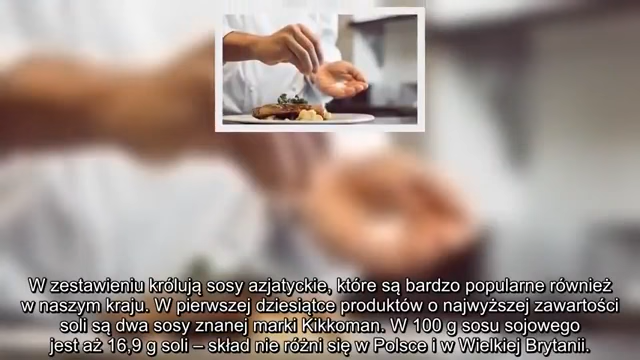 W zestawieniu królują sosy azjatyckie, które są bardzo popularne również
w naszym kraju. W pierwszej dziesiątce produktów o najwyższej zawartości
soli są dwa sosy znanej marki Kikkoman. W 100 g sosu sojowego
jest aż 16,9 g soli – skład nie różni się w Polsce i w Wielkiej Brytanii.